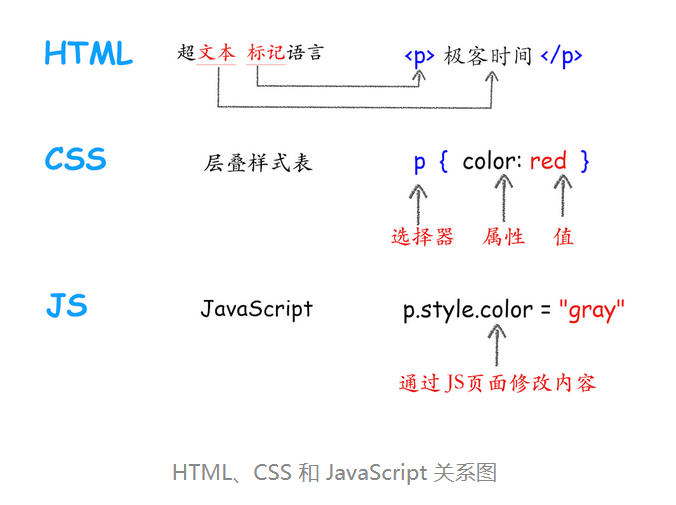 HTML 超文本 标记语言 <p> 极客时间 </p>
CSS 层叠样式表 p { color: red }
选择器 属性 值
JS JavaScript p.style.color = "gray"
通过 JS页面修改内容
HTML、CSS 和 JavaScript 关系图